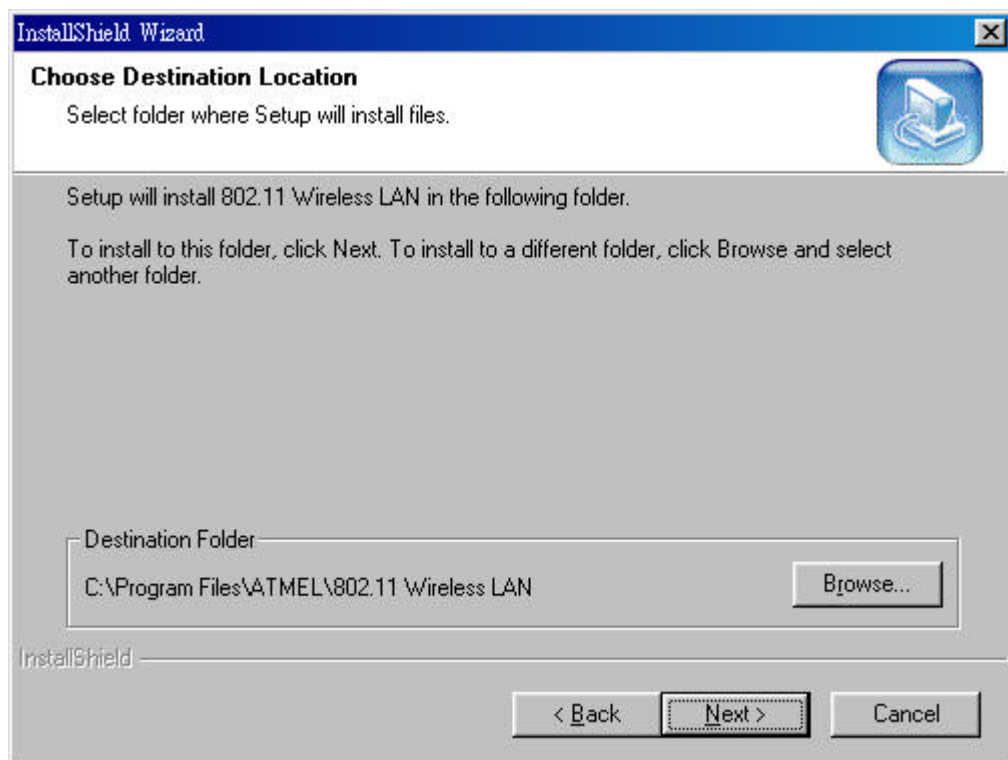 InstallShield Wizard
Choose Destination Location
Select folder where Setup will install files.
Setup will install 802.11 Wireless LAN in the following folder.
To install to this folder, click Next. To install to a different folder, click Browse and select
another folder.
Destination Folder
C:\Program Files\ATMEL\802.11 Wireless LAN
Browse...
InstallShield
< Back
Next >
Cancel